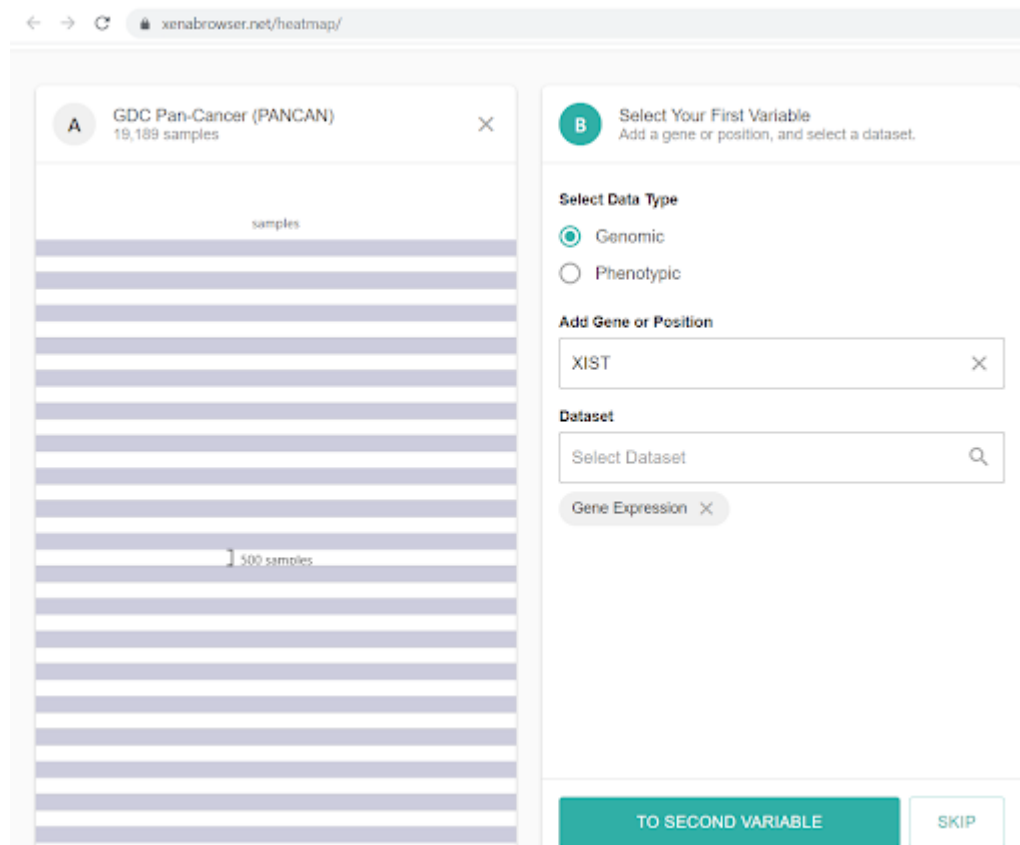 xenabrowser.net/heatmap/
A
GDC Pan-Cancer (PANCAN)
19,189 samples
samples
500 samples
B
Select Your First Variable
Add a gene or position, and select a dataset.
Select Data Type
Genomic
Phenotypic
Add Gene or Position
XIST
Dataset
Select Dataset
Gene Expression
TO SECOND VARIABLE
SKIP